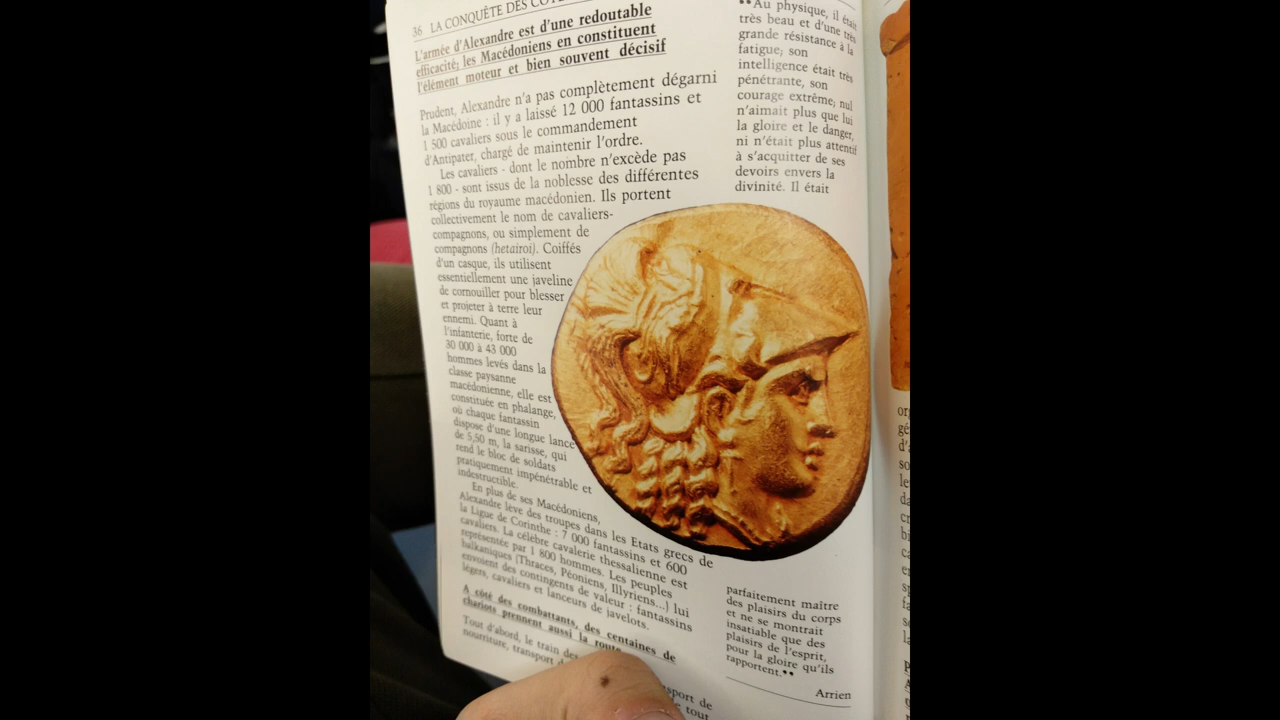 36 LA CONQUÊTE DES
L'armée d'Alexandre est d'une redoutable
efficacité; les Macédoniens en constituent
l'élément moteur et bien souvent décisif
Prudent, Alexandre n'a pas complètement dégarni
la Macédoine : il y a laissé 12 000 fantassins et
1 500 cavaliers sous le commandement
d'Antipater, chargé de maintenir l'ordre.
Les cavaliers - dont le nombre n'excède pas
1 800 - sont issus de la noblesse des différentes
régions du royaume macédonien. Ils portent
collectivement le nom de cavaliers-
compagnons, ou simplement de
compagnons (hetairoi). Coiffés
d'un casque, ils utilisent
essentiellement une javeline
de cornouiller pour blesser
et projeter à terre leur
ennemi. Quant à
l'infanterie, forte de
30 000 à 43 000
hommes levés dans la
classe paysanne
macédonienne, elle est
constituée en phalange,
où chaque fantassin
dispose d'une longue lance
de 5,50 m, la sarisse, qui
rend le bloc de soldats
pratiquement impénétrable et
indestructible.
En plus de ses Macédoniens,
Alexandre lève des troupes dans les Etats grecs de
la Ligue de Corinthe : 7 000 fantassins et 600
cavaliers. La célèbre cavalerie thessalienne est
représentée par 1 800 hommes. Les peuples
balkaniques (Thraces, Péoniens, Illyriens...) lui
envoient des contingents de valeur : fantassins
légers, cavaliers et lanceurs de javelots.
A côté des combattants, des centaines de
chariots prennent aussi la route
Tout d'abord, le train des
nourriture, transport
tout
❝Au physique, il était
très beau et d'une très
grande résistance à la
fatigue; son
intelligence était très
pénétrante, son
courage extrême; nul
n'aimait plus que lui
la gloire et le danger,
ni n'était plus attentif
à s'acquitter de ses
devoirs envers la
divinité. Il était
parfaitement maître
des plaisirs du corps
et ne se montrait
insatiable que des
plaisirs de l'esprit,
pour la gloire qu'ils
rapportent.❞
Arrien